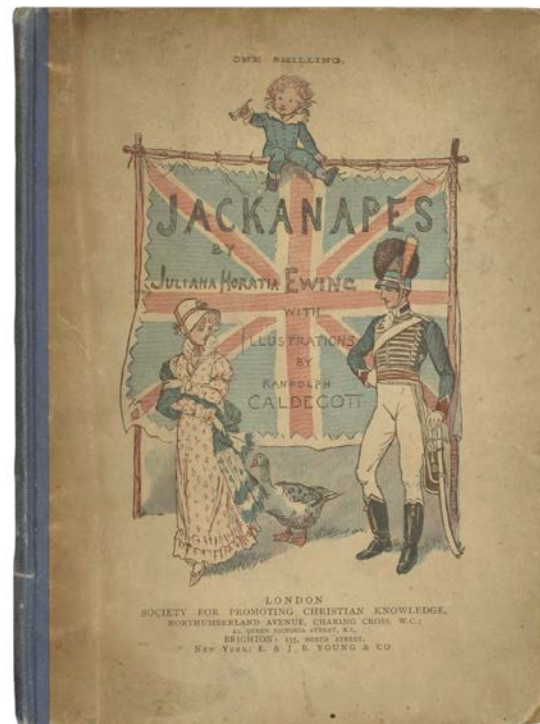 ONE SHILLING.
JACKANAPES
BY
JULIANA HORATIA EWING
WITH
ILLUSTRATIONS
BY
RANDOLPH
CALDECOTT
LONDON
SOCIETY FOR PROMOTING CHRISTIAN KNOWLEDGE,
NORTHUMBERLAND AVENUE, CHARING CROSS, W.C.;
43, QUEEN VICTORIA STREET, E.C.
BRIGHTON: 135, NORTH STREET.
NEW YORK: E. & J. B. YOUNG & CO.